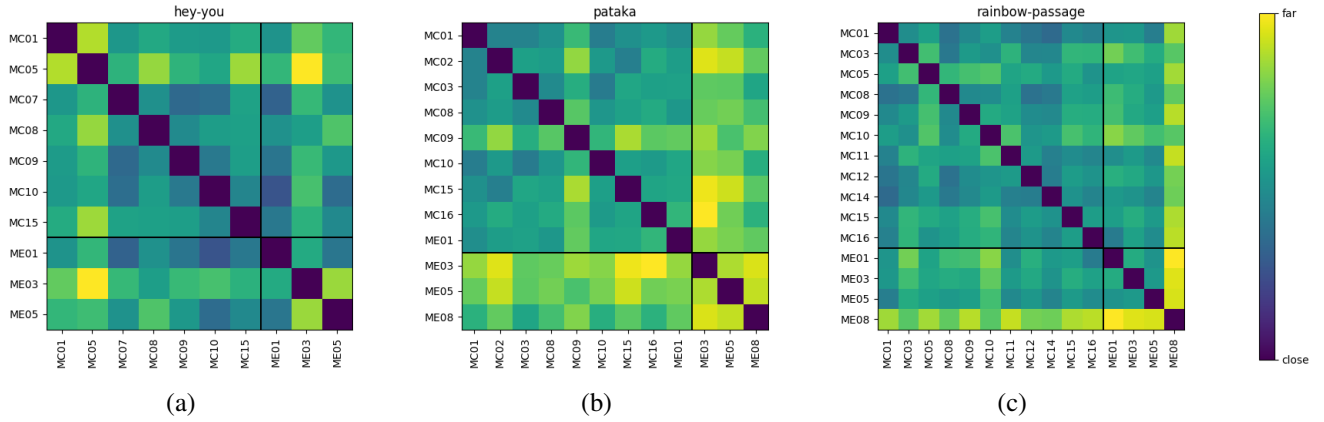 hey-you
MC01
MC05
MC07
MC08
MC09
MC10
MC15
ME01
ME03
ME05
MC01
MC05
MC07
MC08
MC09
MC10
MC15
ME01
ME03
ME05
(a)
pataka
MC01
MC02
MC03
MC08
MC09
MC10
MC15
MC16
ME01
ME03
ME05
ME08
MC01
MC02
MC03
MC08
MC09
MC10
MC15
MC16
ME01
ME03
ME05
ME08
(b)
rainbow-passage
MC01
MC03
MC05
MC08
MC09
MC10
MC11
MC12
MC14
MC15
MC16
ME01
ME03
ME05
ME08
MC01
MC03
MC05
MC08
MC09
MC10
MC11
MC12
MC14
MC15
MC16
ME01
ME03
ME05
ME08
(c)
far
close